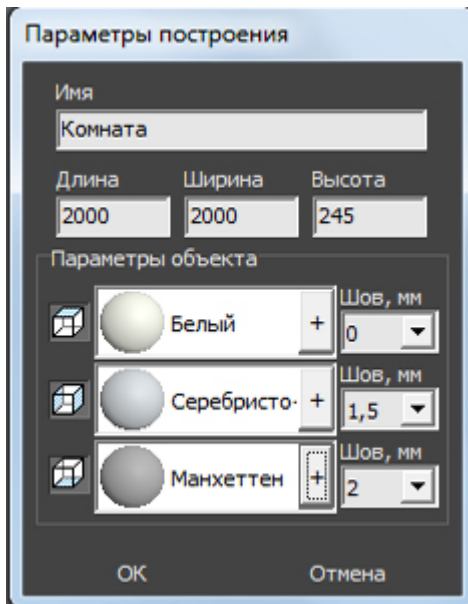 Параметры построения
Имя
Комната
Длина Ширина Высота
2000 2000 245
Параметры объекта
Шов, мм
Белый + 0
Шов, мм
Серебристо- + 1,5
Шов, мм
Манхеттен + 2
ОК Отмена